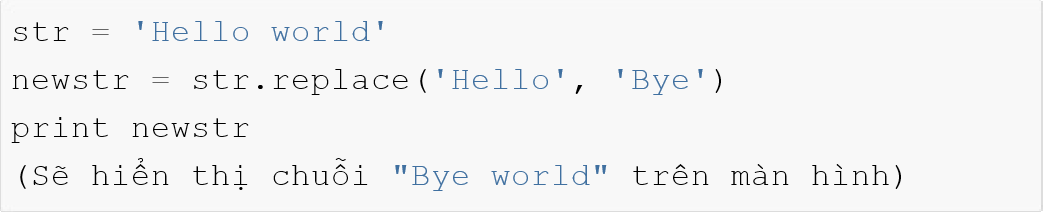 str = 'Hello world'
newstr = str.replace('Hello', 'Bye')
print newstr
(Sẽ hiển thị chuỗi "Bye world" trên màn hình)